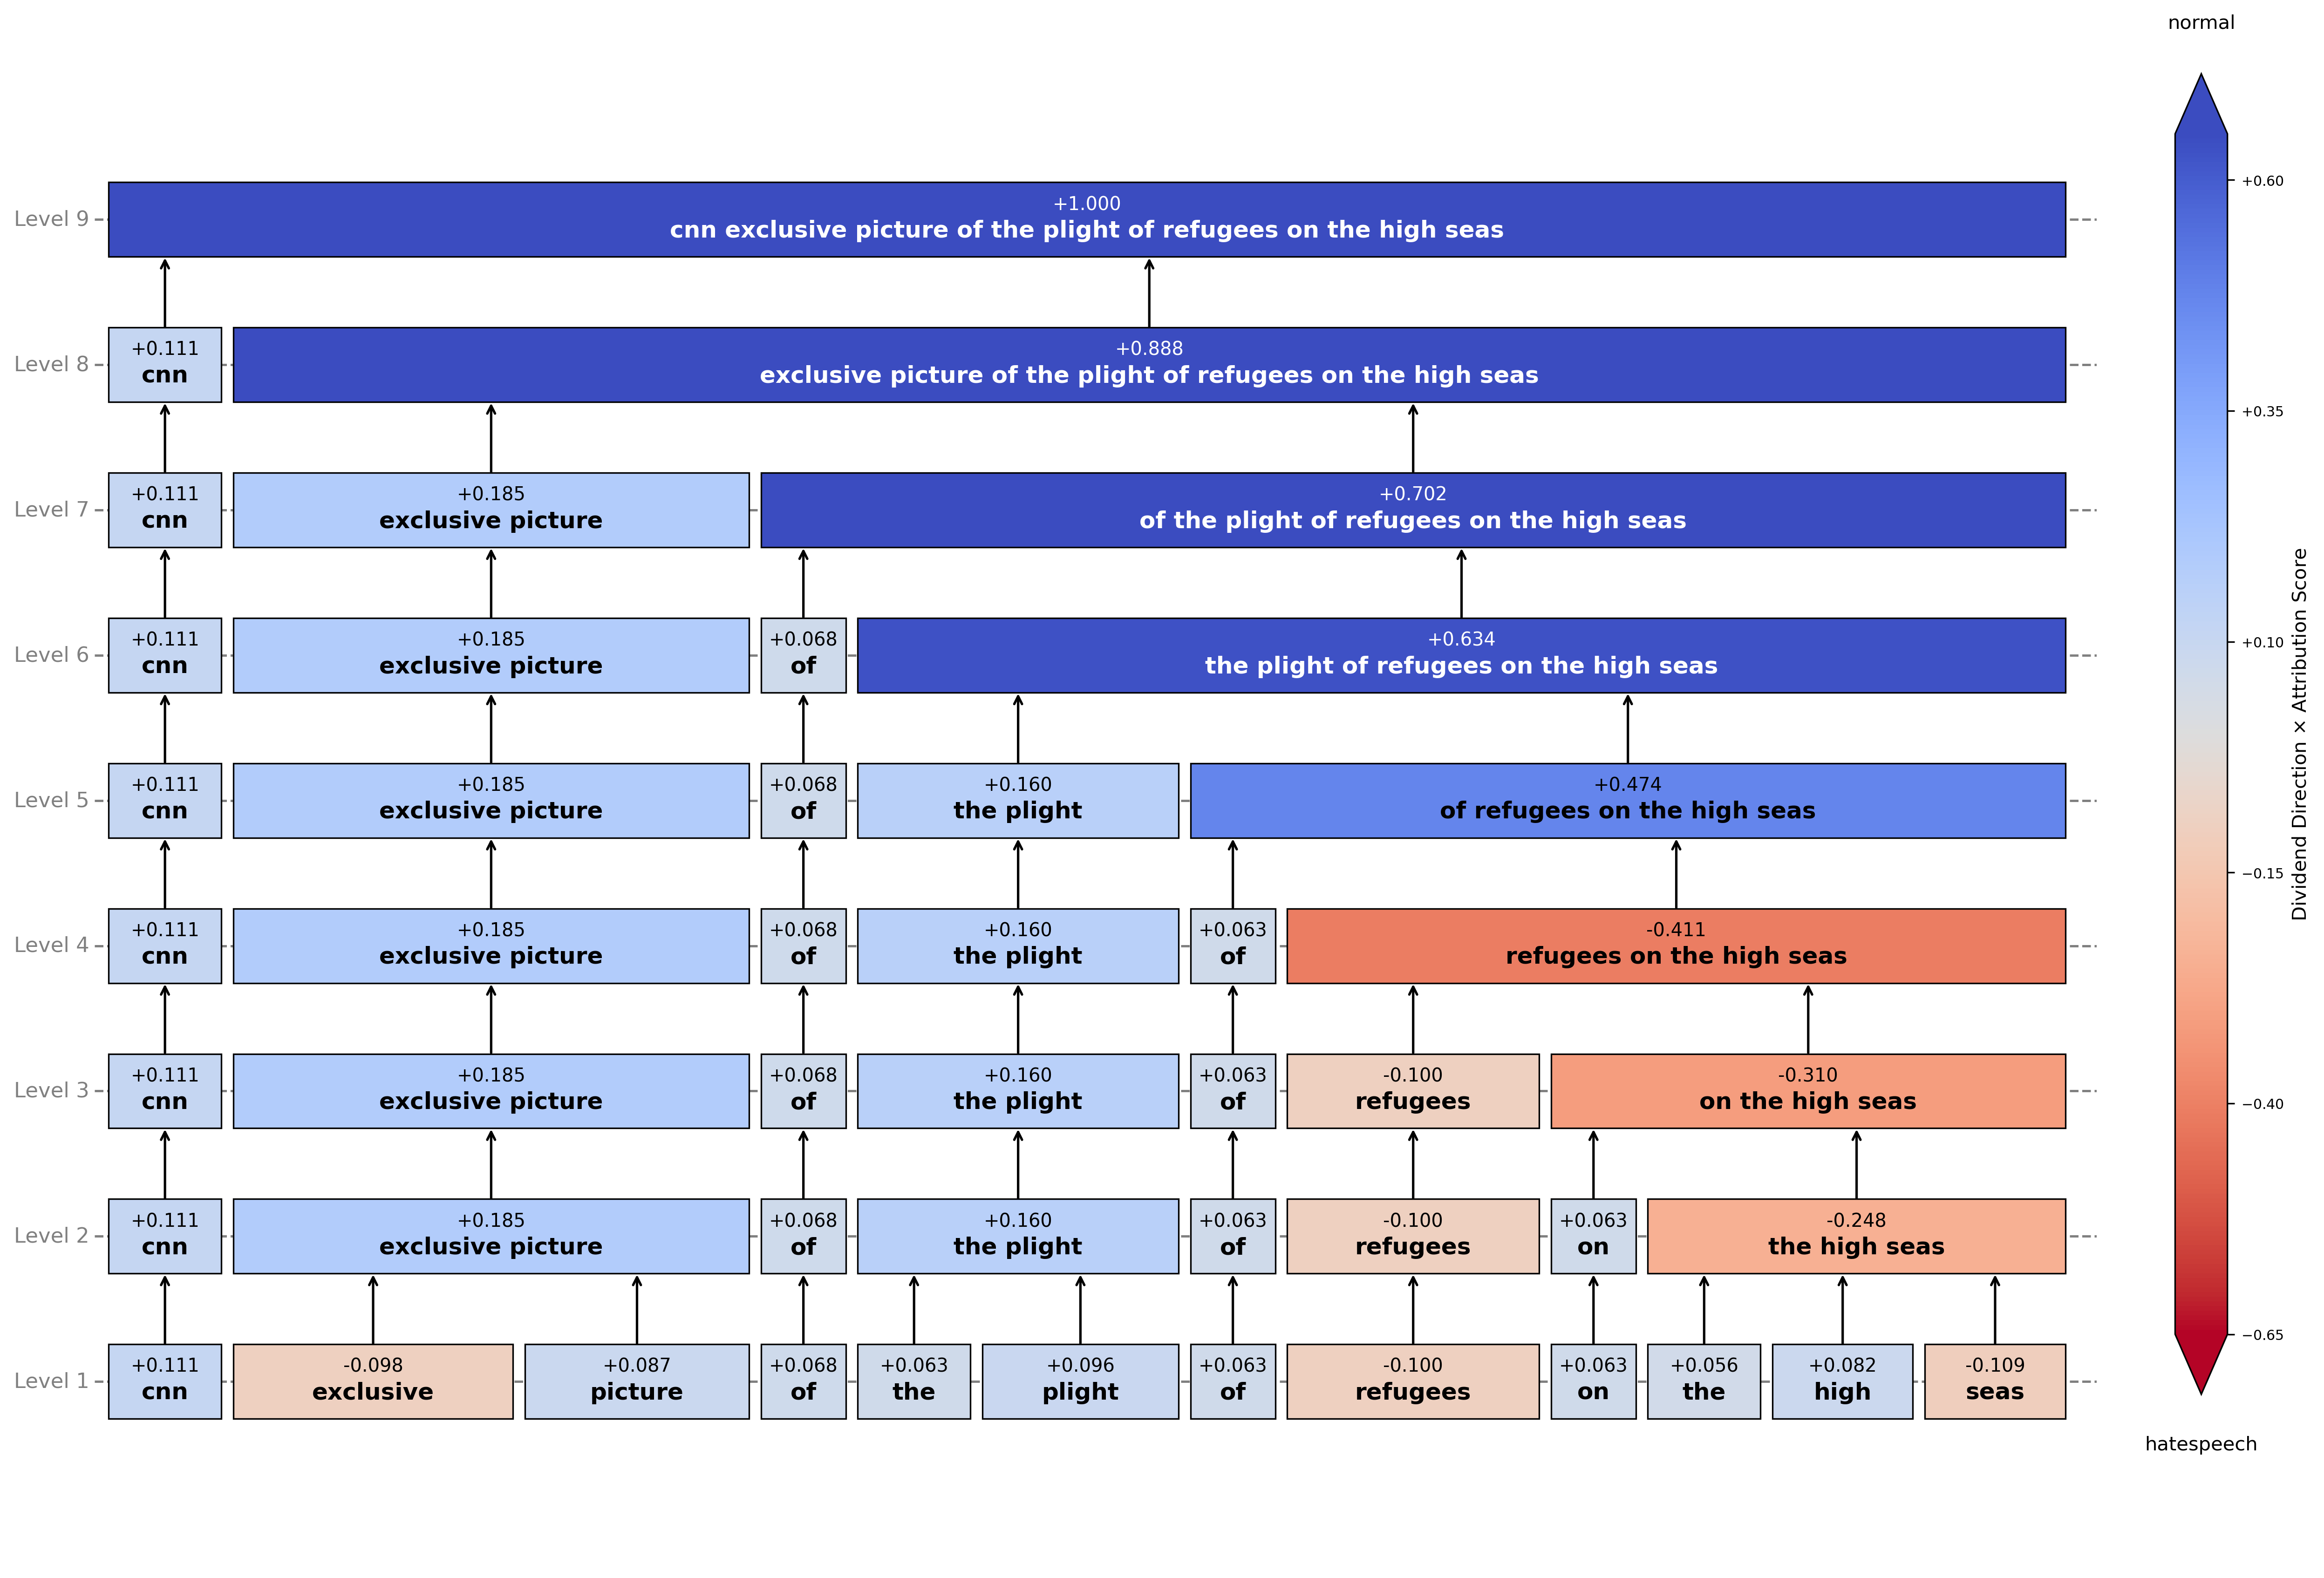 normal
Level 9
+1.000
cnn exclusive picture of the plight of refugees on the high seas
Level 8
+0.111
cnn
+0.888
exclusive picture of the plight of refugees on the high seas
Level 7
+0.111
cnn
+0.185
exclusive picture
+0.702
of the plight of refugees on the high seas
Level 6
+0.111
cnn
+0.185
exclusive picture
+0.068
of
+0.634
the plight of refugees on the high seas
Level 5
+0.111
cnn
+0.185
exclusive picture
+0.068
of
+0.160
the plight
+0.474
of refugees on the high seas
Level 4
+0.111
cnn
+0.185
exclusive picture
+0.068
of
+0.160
the plight
+0.063
of
-0.411
refugees on the high seas
Level 3
+0.111
cnn
+0.185
exclusive picture
+0.068
of
+0.160
the plight
+0.063
of
-0.100
refugees
-0.310
on the high seas
Level 2
+0.111
cnn
+0.185
exclusive picture
+0.068
of
+0.160
the plight
+0.063
of
-0.100
refugees
+0.063
on
-0.248
the high seas
Level 1
+0.111
cnn
-0.098
exclusive
+0.087
picture
+0.068
of
+0.063
the
+0.096
plight
+0.063
of
-0.100
refugees
+0.063
on
+0.056
the
+0.082
high
-0.109
seas
+0.60
+0.35
+0.10
−0.15
−0.40
−0.65
Dividend Direction × Attribution Score
hatespeech